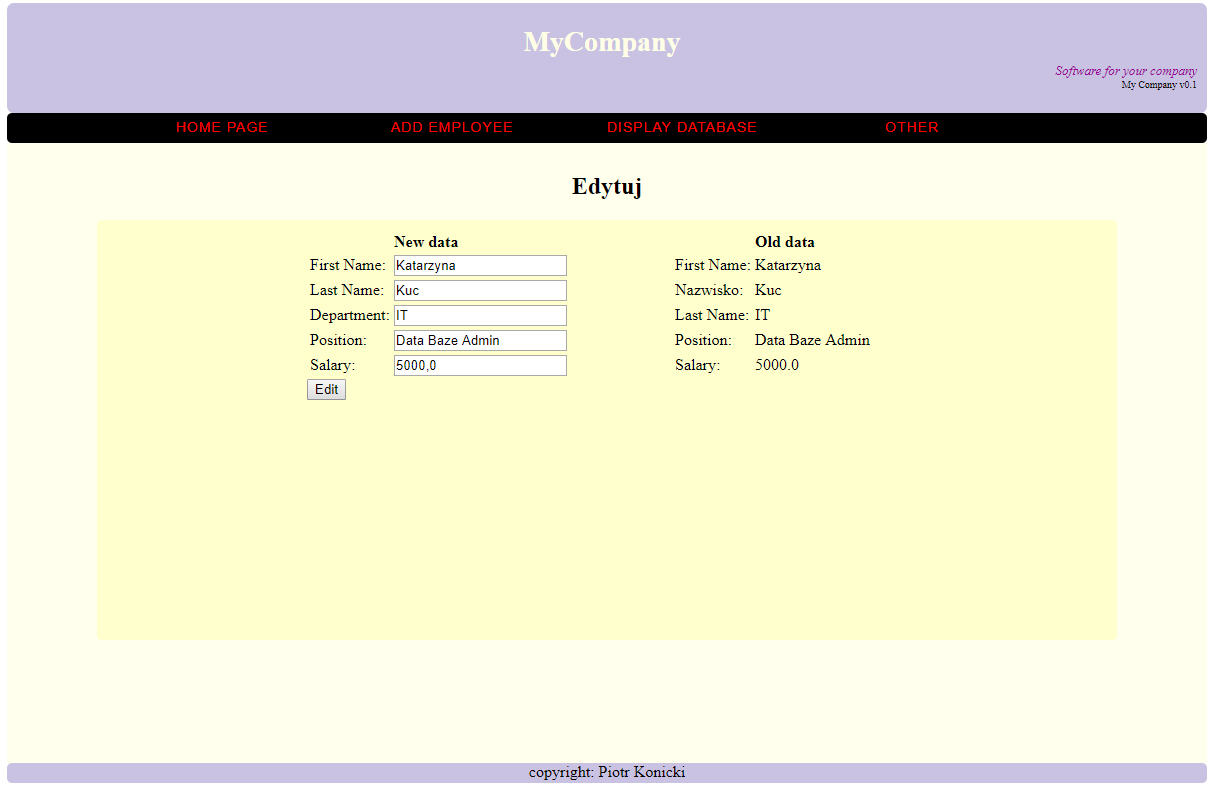 MyCompany
Software for your company
My Company v0.1
HOME PAGE ADD EMPLOYEE DISPLAY DATABASE OTHER
Edytuj
New data
First Name: Katarzyna
Last Name: Kuc
Department: IT
Position: Data Baze Admin
Salary: 5000,0
Edit
Old data
First Name: Katarzyna
Nazwisko: Kuc
Last Name: IT
Position: Data Baze Admin
Salary: 5000.0
copyright: Piotr Konicki